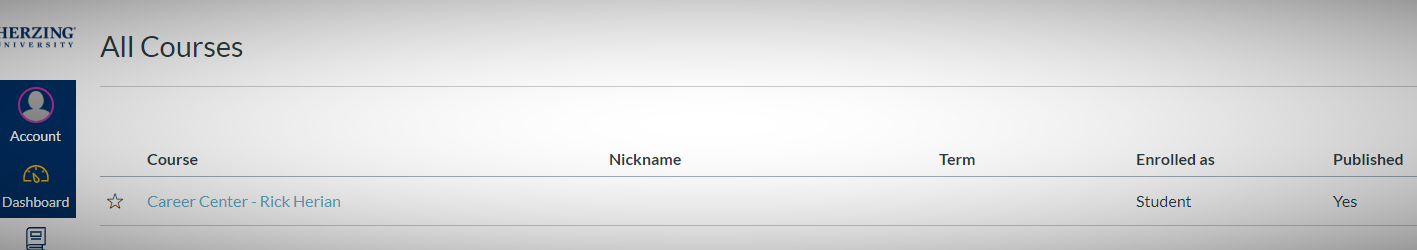 HERZING
UNIVERSITY
All Courses
Account
Dashboard
Course Nickname Term Enrolled as Published
Career Center - Rick Herian Student Yes